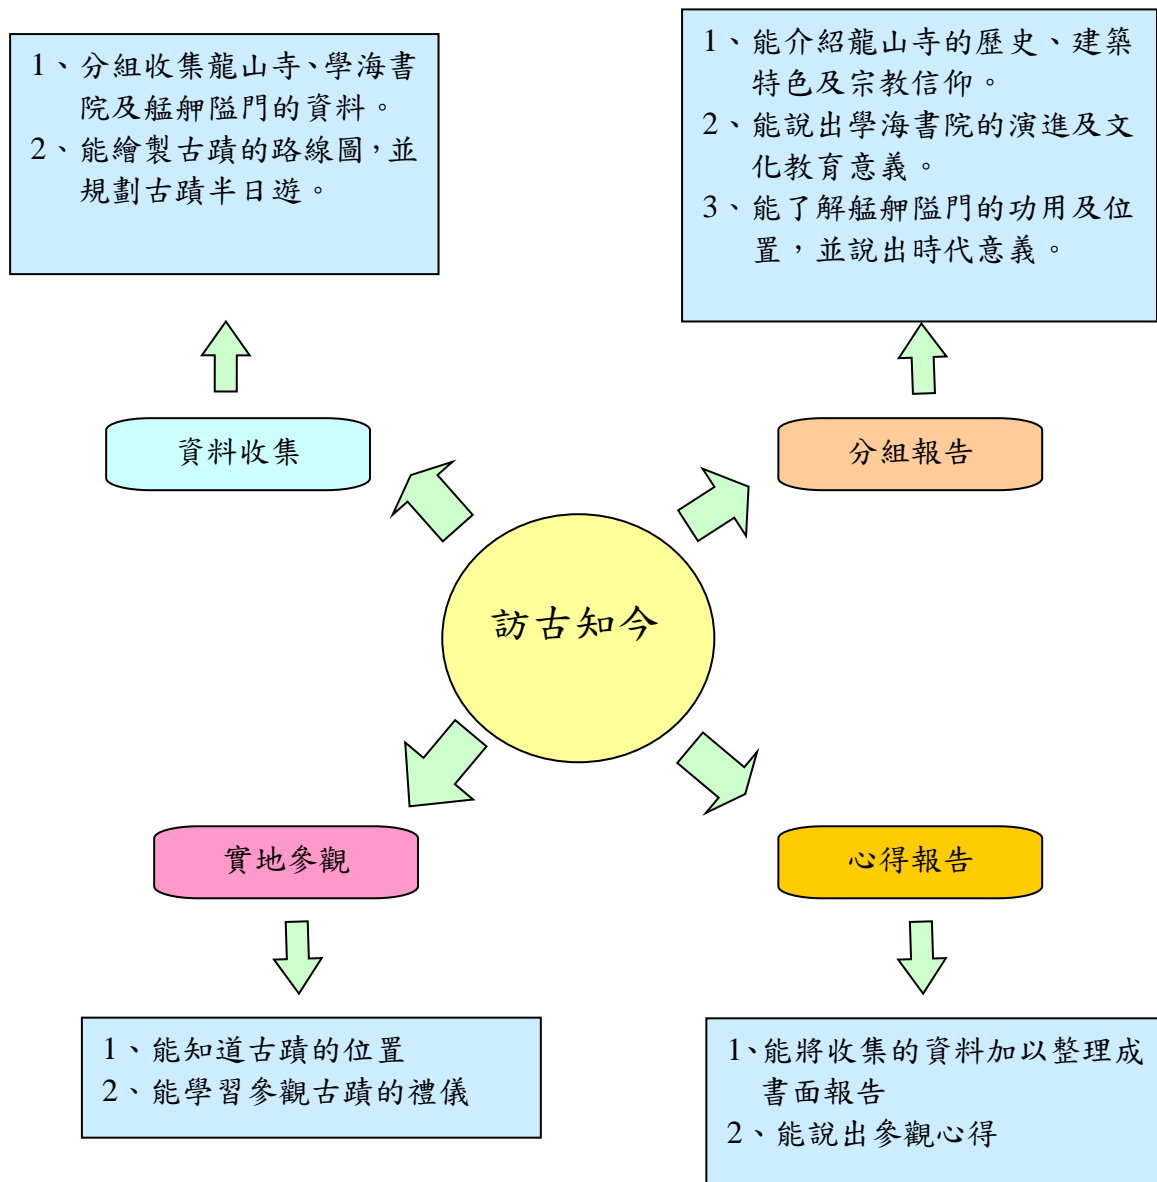 1、分組收集龍山寺、學海書
院及艋舺隘門的資料。
2、能繪製古蹟的路線圖，並
規劃古蹟半日遊。
1、能介紹龍山寺的歷史、建築
特色及宗教信仰。
2、能說出學海書院的演進及文
化教育意義。
3、能了解艋舺隘門的功用及位
置，並說出時代意義。
資料收集
分組報告
訪古知今
實地參觀
心得報告
1、能知道古蹟的位置
2、能學習參觀古蹟的禮儀
1、能將收集的資料加以整理成
書面報告
2、能說出參觀心得